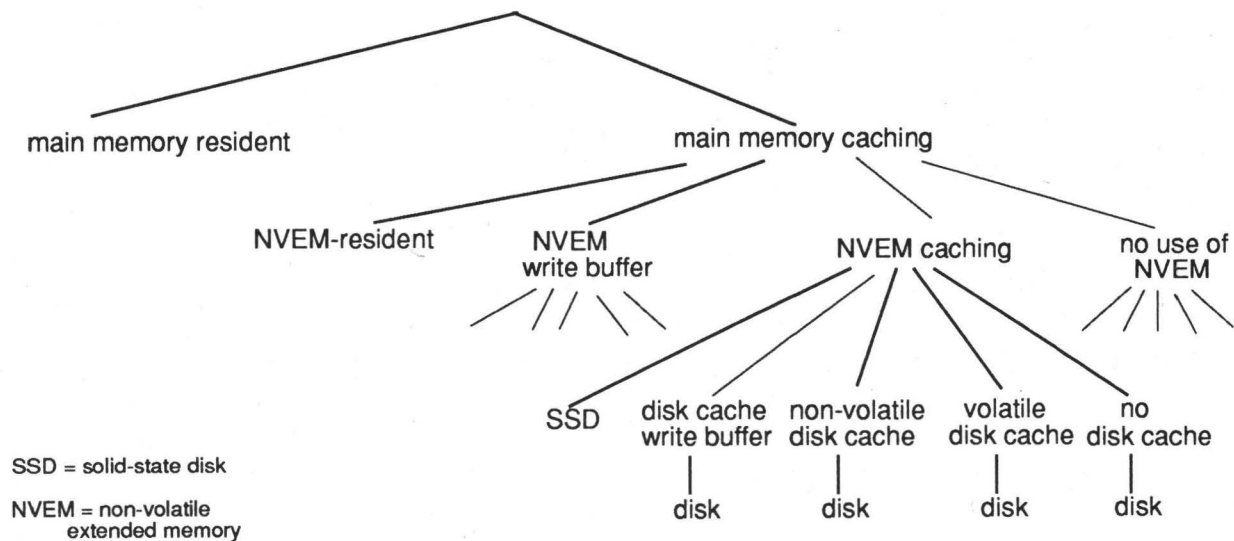 main memory resident
main memory caching
NVEM-resident
NVEM
write buffer
NVEM caching
no use of
NVEM
SSD
disk cache
write buffer
non-volatile
disk cache
volatile
disk cache
no
disk cache
disk
disk
disk
disk
SSD = solid-state disk
NVEM = non-volatile
extended memory